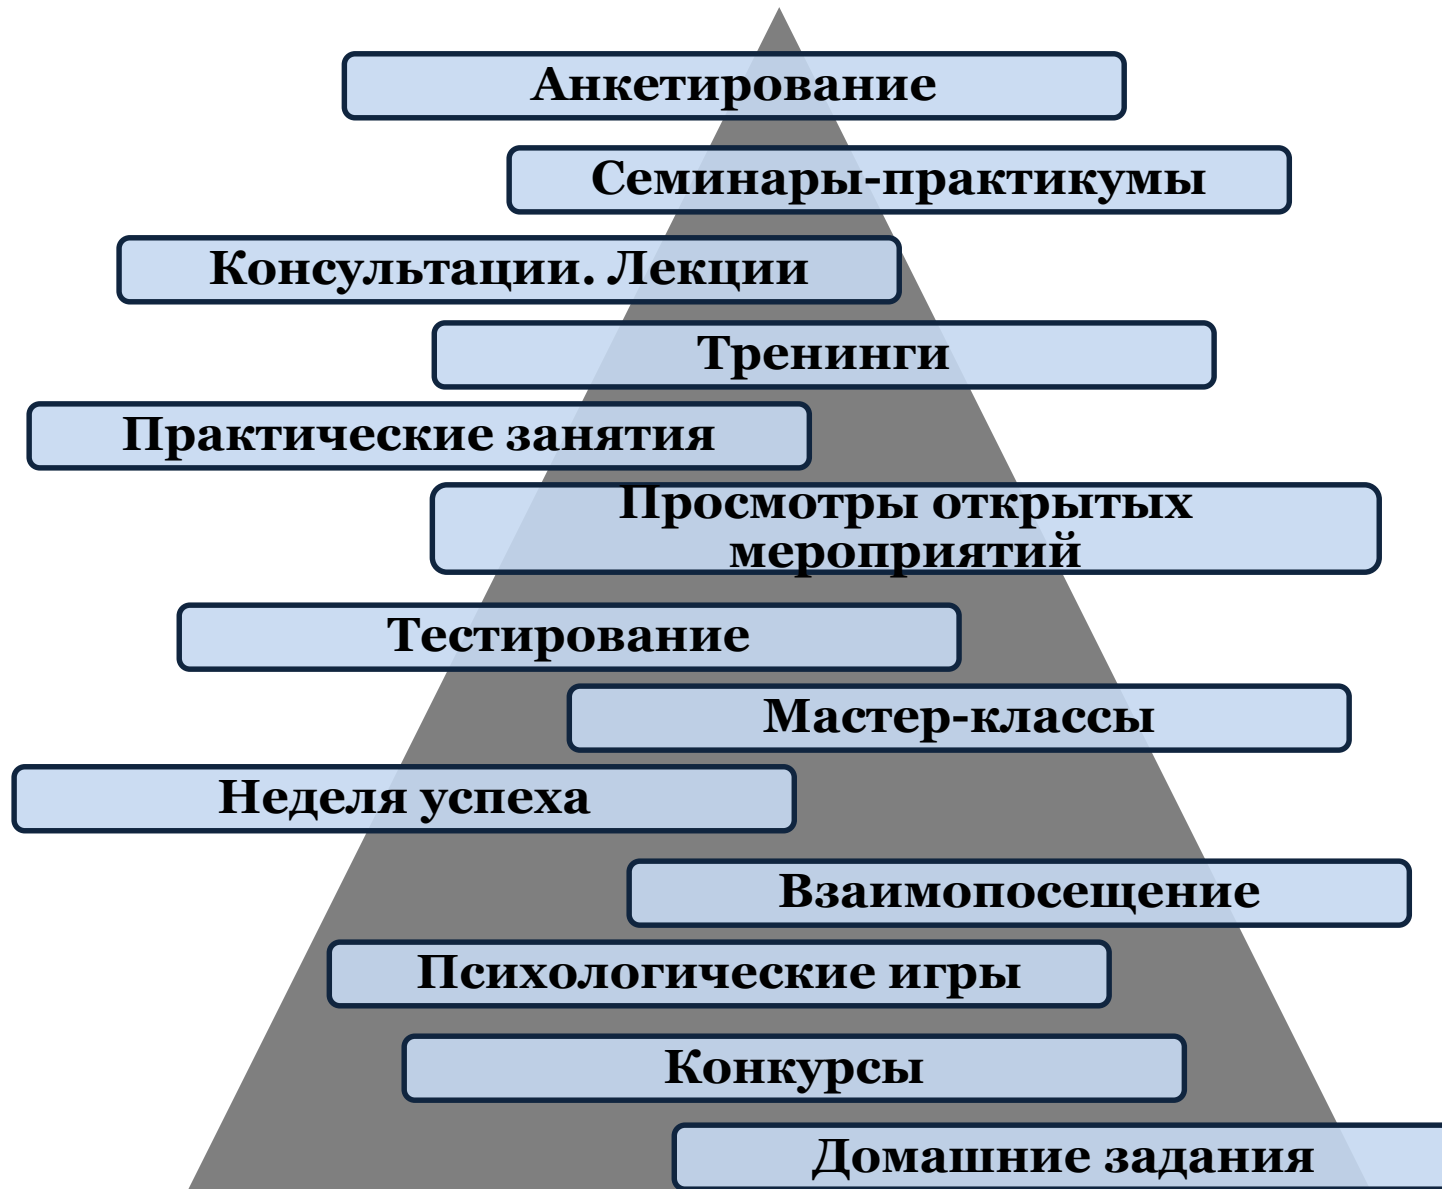 Анкетирование
Семинары-практикумы
Консультации. Лекции
Тренинги
Практические занятия
Просмотры открытых
мероприятий
Тестирование
Мастер-классы
Неделя успеха
Взаимопосещение
Психологические игры
Конкурсы
Домашние задания